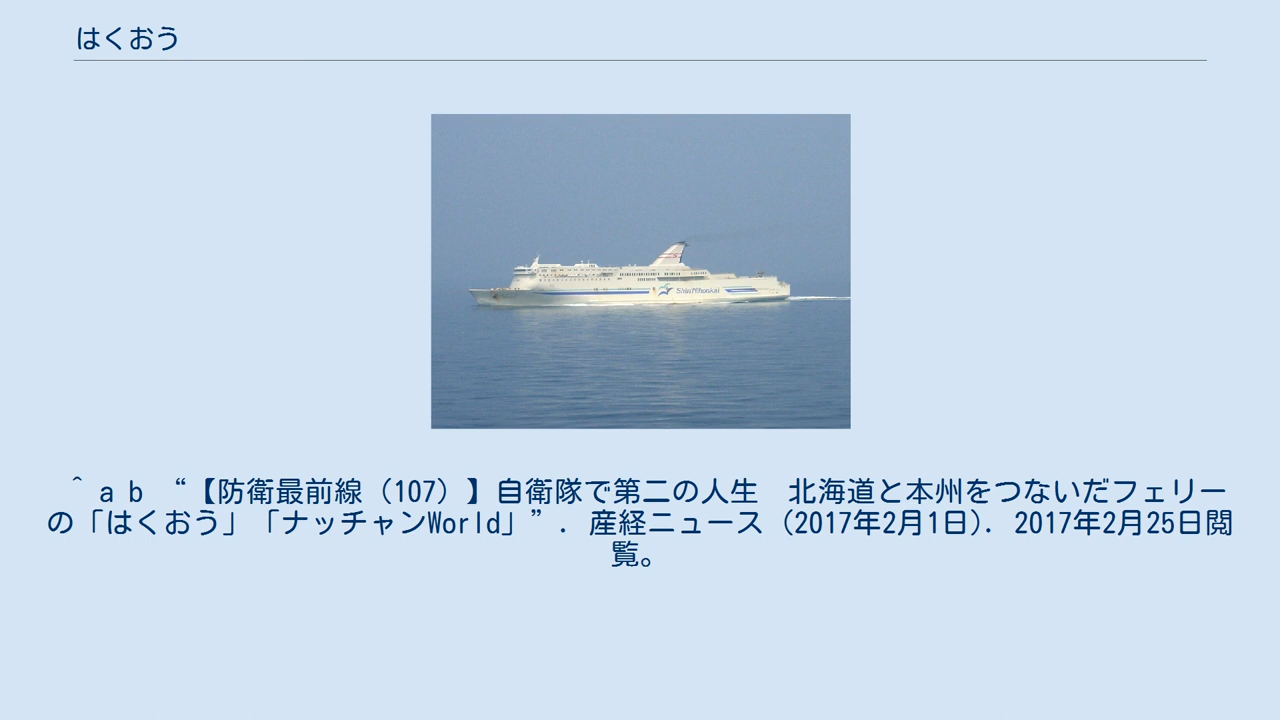 はくおう
Shin Nihonkai
^ a b “【防衛最前線（107）】自衛隊で第二の人生　北海道と本州をつないだフェリー
の「はくおう」「ナッチャンWorld」”. 産経ニュース (2017年2月1日). 2017年2月25日閲
覧。